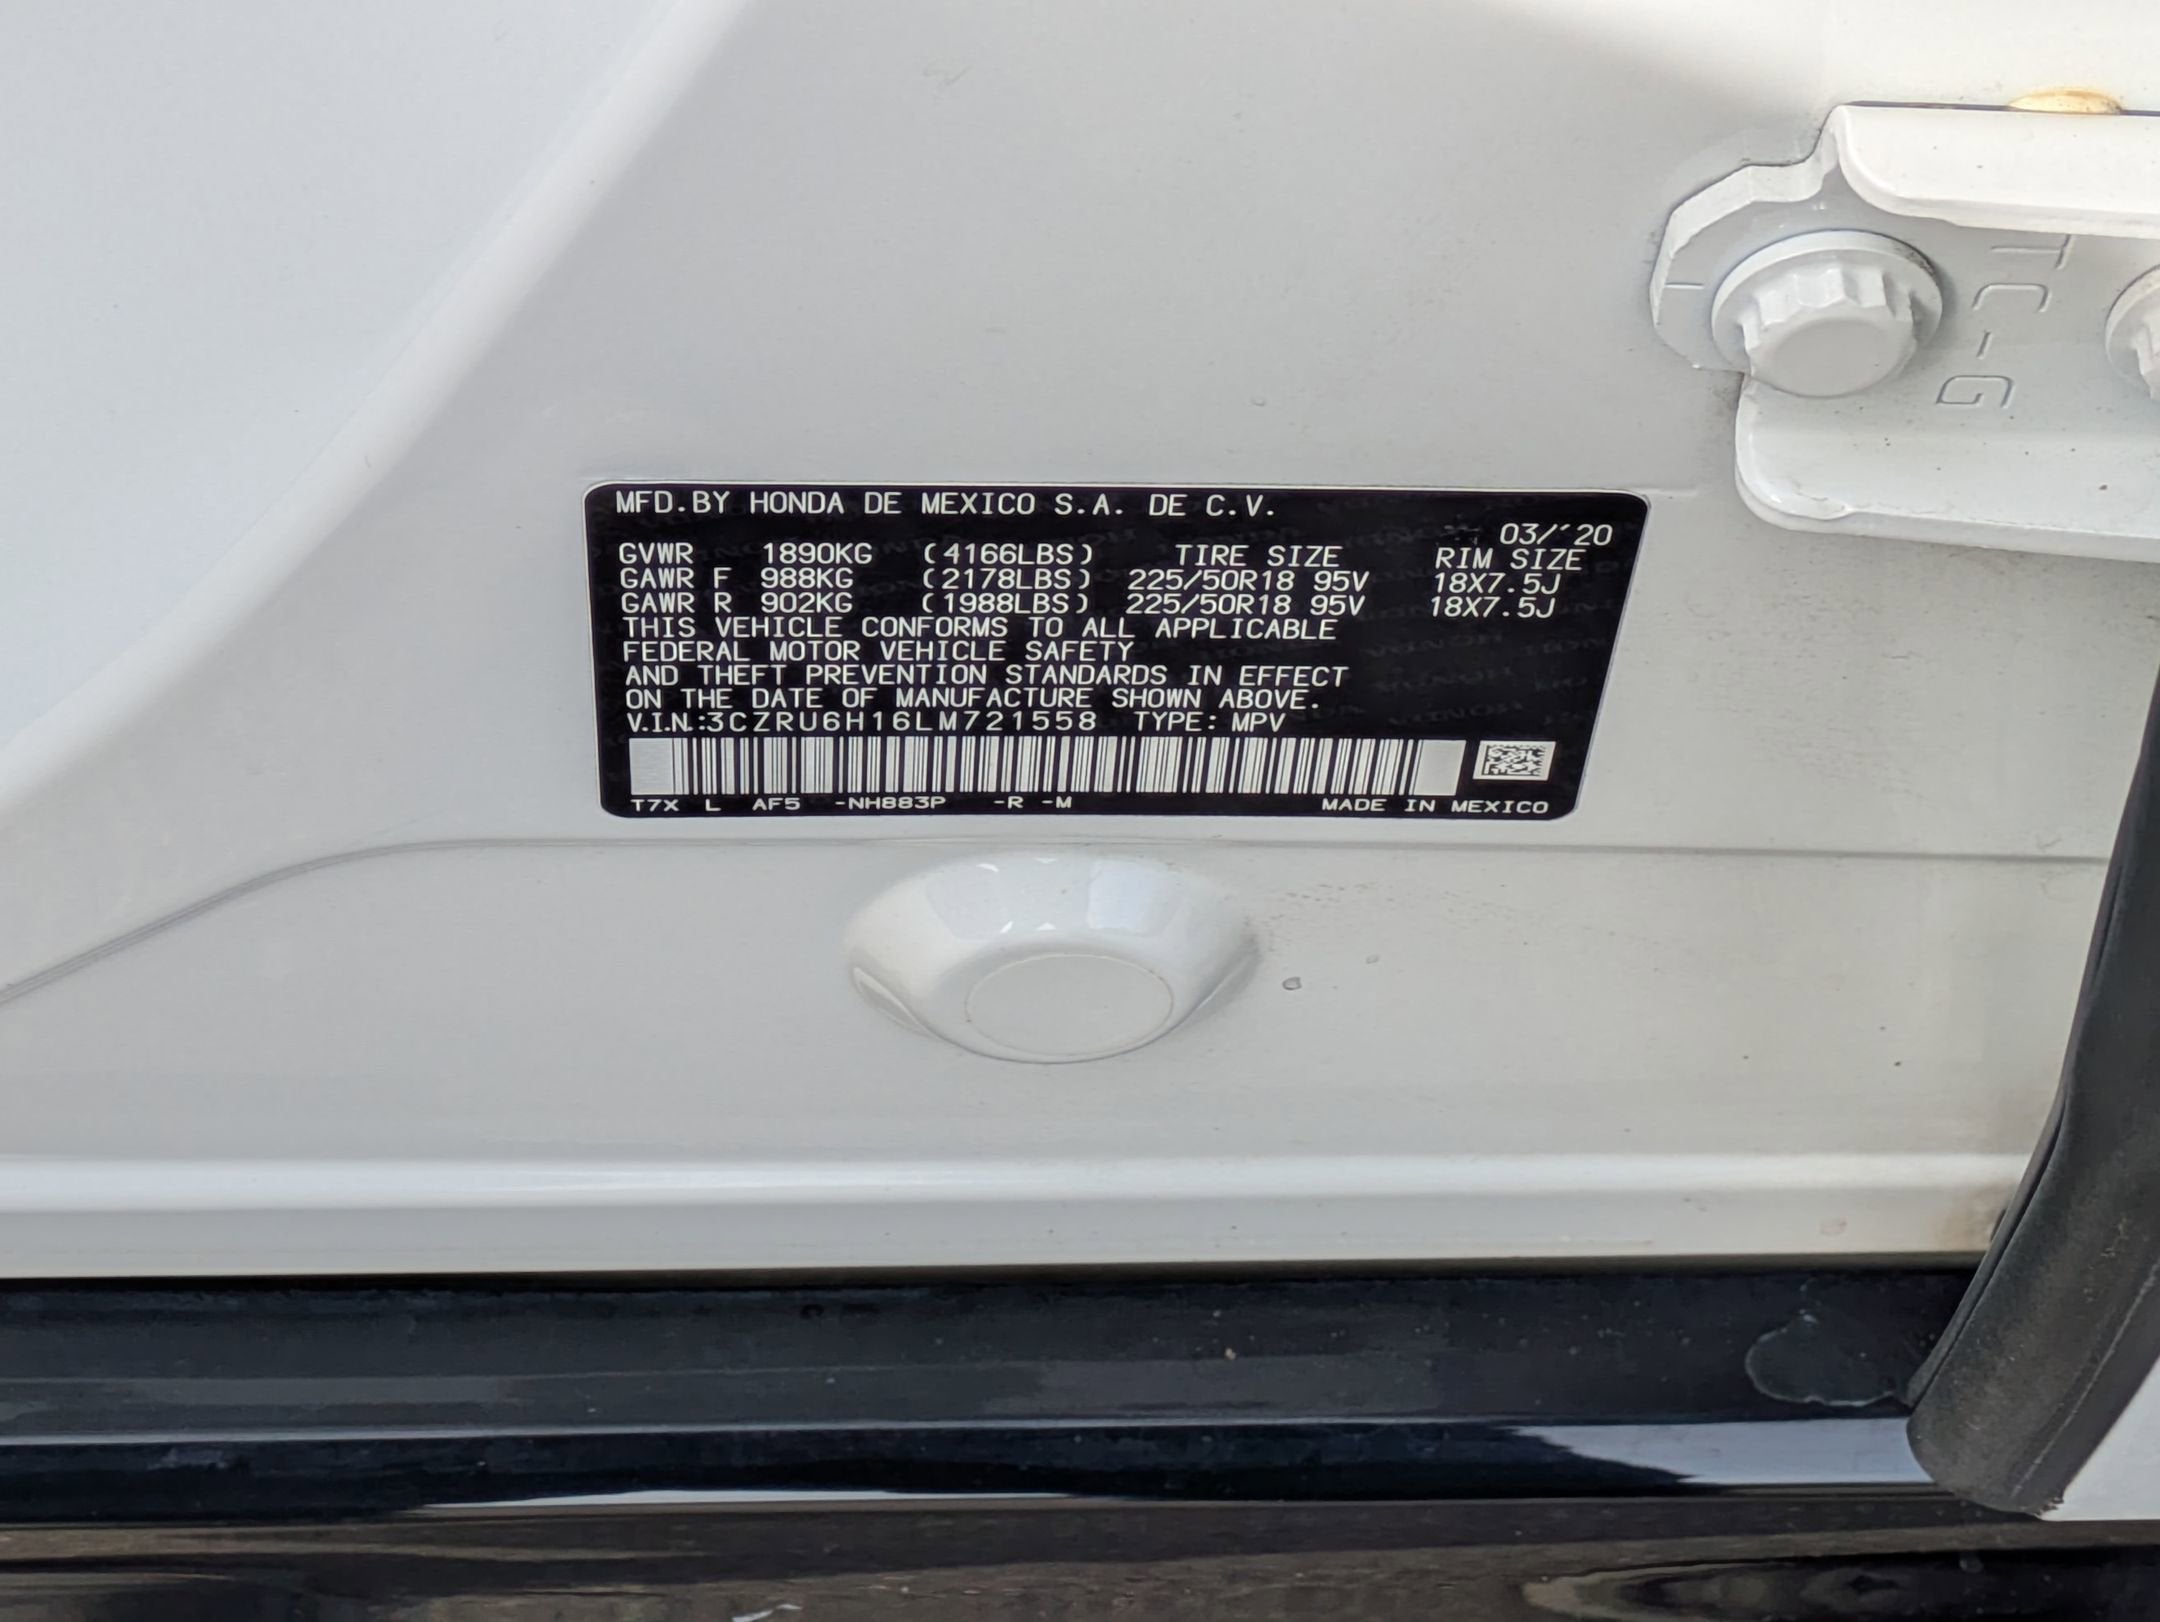 MFD.BY HONDA DE MEXICO S.A. DE C.V.
03/'20
GVWR 1890KG (4166LBS) TIRE SIZE RIM SIZE
GAWR F 988KG (2178LBS) 225/50R18 95V 18X7.5J
GAWR R 902KG (1988LBS) 225/50R18 95V 18X7.5J
THIS VEHICLE CONFORMS TO ALL APPLICABLE
FEDERAL MOTOR VEHICLE SAFETY
AND THEFT PREVENTION STANDARDS IN EFFECT
ON THE DATE OF MANUFACTURE SHOWN ABOVE.
V.I.N.:3CZRU6H16LM721558 TYPE: MPV
T7X L AF5 -NH883P -R -M MADE IN MEXICO
TC-G